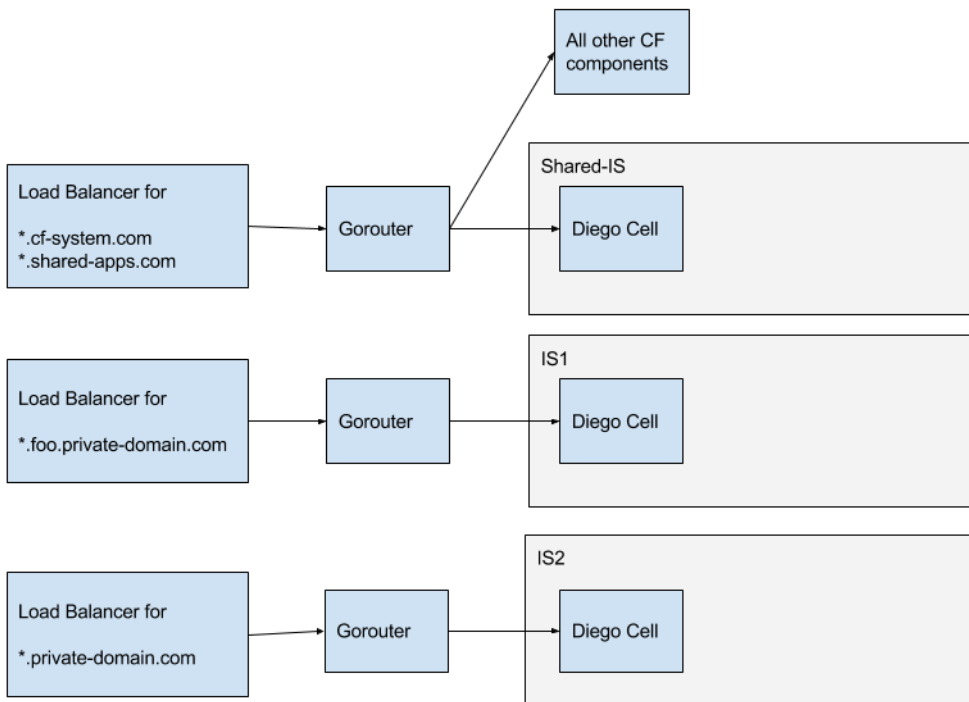 All other CF
components
Shared-IS
Load Balancer for
*.cf-system.com
*.shared-apps.com
Gorouter
Diego Cell
IS1
Load Balancer for
*.foo.private-domain.com
Gorouter
Diego Cell
IS2
Load Balancer for
*.private-domain.com
Gorouter
Diego Cell